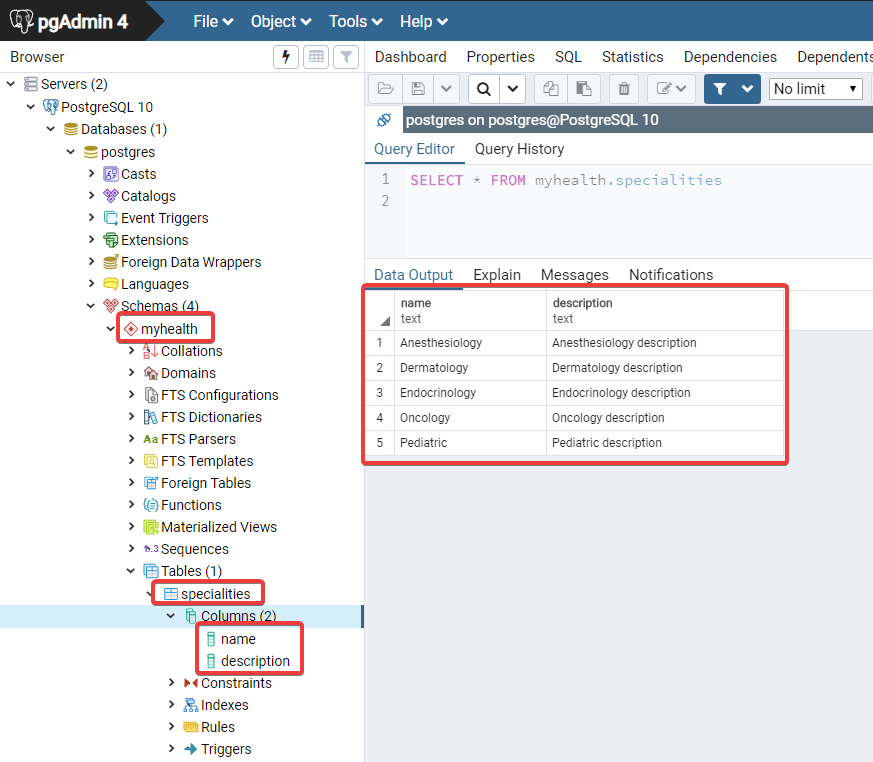 pgAdmin 4 File Object Tools Help
Browser
Dashboard Properties SQL Statistics Dependencies Dependents
No limit
postgres on postgres@PostgreSQL 10
Query Editor Query History
1 SELECT * FROM myhealth.specialities
2
Data Output Explain Messages Notifications
name description
text text
1 Anesthesiology Anesthesiology description
2 Dermatology Dermatology description
3 Endocrinology Endocrinology description
4 Oncology Oncology description
5 Pediatric Pediatric description
Servers (2)
PostgreSQL 10
Databases (1)
postgres
Casts
Catalogs
Event Triggers
Extensions
Foreign Data Wrappers
Languages
Schemas (4)
myhealth
Collations
Domains
FTS Configurations
FTS Dictionaries
Aa FTS Parsers
FTS Templates
Foreign Tables
Functions
Materialized Views
1..3 Sequences
Tables (1)
specialities
Columns (2)
name
description
Constraints
Indexes
Rules
Triggers